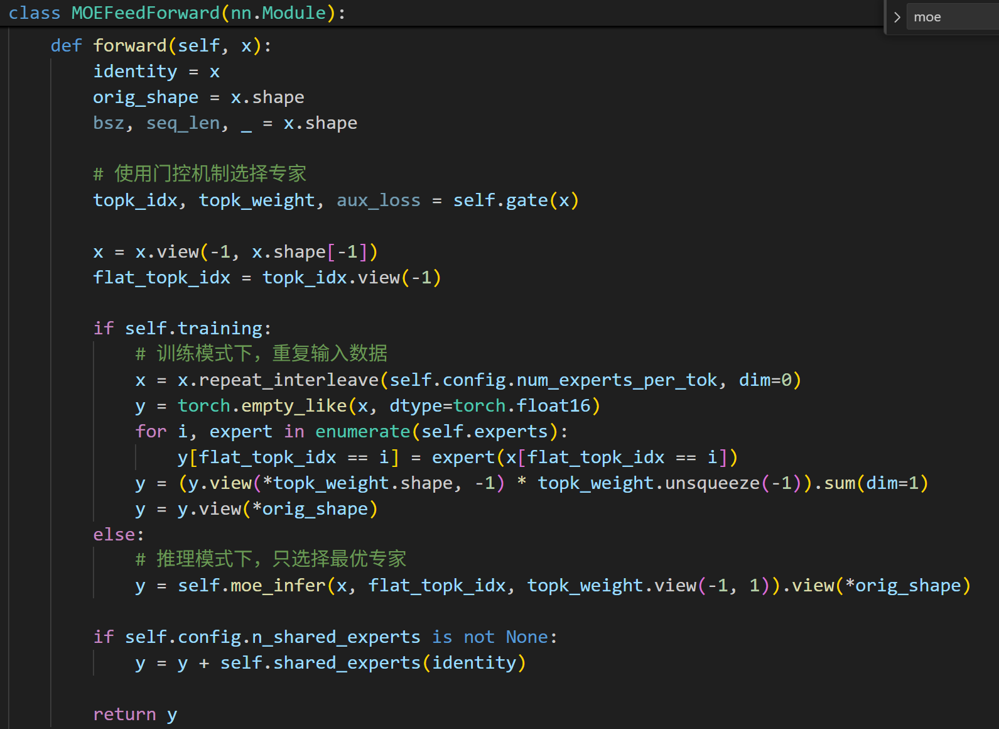 class MOEFeedForward(nn.Module):
moe
def forward(self, x):
identity = x
orig_shape = x.shape
bsz, seq_len, _ = x.shape
# 使用门控机制选择专家
topk_idx, topk_weight, aux_loss = self.gate(x)
x = x.view(-1, x.shape[-1])
flat_topk_idx = topk_idx.view(-1)
if self.training:
# 训练模式下，重复输入数据
x = x.repeat_interleave(self.config.num_experts_per_tok, dim=0)
y = torch.empty_like(x, dtype=torch.float16)
for i, expert in enumerate(self.experts):
y[flat_topk_idx == i] = expert(x[flat_topk_idx == i])
y = (y.view(*topk_weight.shape, -1) * topk_weight.unsqueeze(-1)).sum(dim=1)
y = y.view(*orig_shape)
else:
# 推理模式下，只选择最优专家
y = self.moe_infer(x, flat_topk_idx, topk_weight.view(-1, 1)).view(*orig_shape)
if self.config.n_shared_experts is not None:
y = y + self.shared_experts(identity)
return y